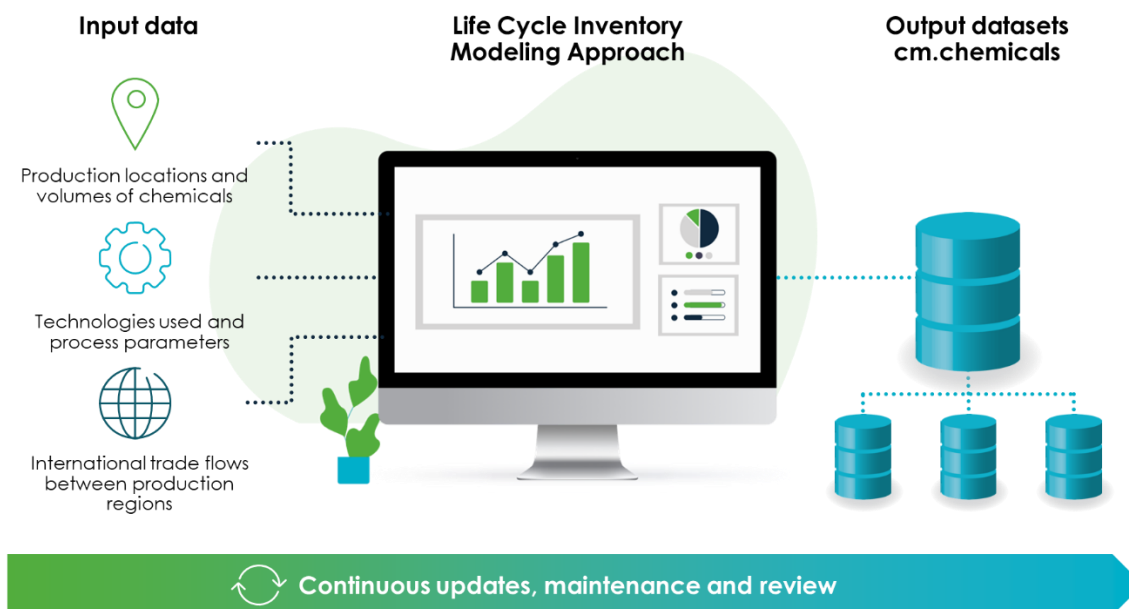 Input data
Life Cycle Inventory
Modeling Approach
Output datasets
cm.chemicals
Production locations and
volumes of chemicals
Technologies used and
process parameters
International trade flows
between production
regions
Continuous updates, maintenance and review